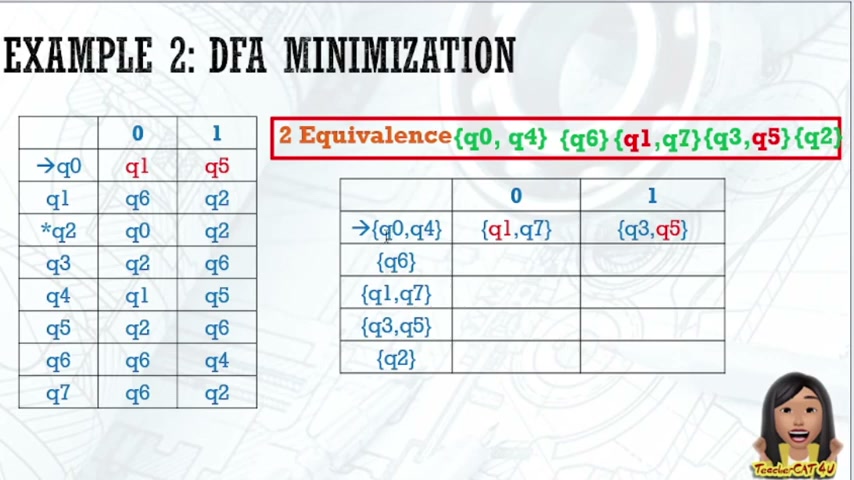 EXAMPLE 2: DFA MINIMIZATION
0 1
→q0 q1 q5
q1 q6 q2
*q2 q0 q2
q3 q2 q6
q4 q1 q5
q5 q2 q6
q6 q6 q4
q7 q6 q2
2 Equivalence {q0, q4} {q6} {q1,q7} {q3,q5} {q2}
0 1
→{q0,q4} {q1,q7} {q3,q5}
{q6}
{q1,q7}
{q3,q5}
{q2}
TeacherCAT 4U